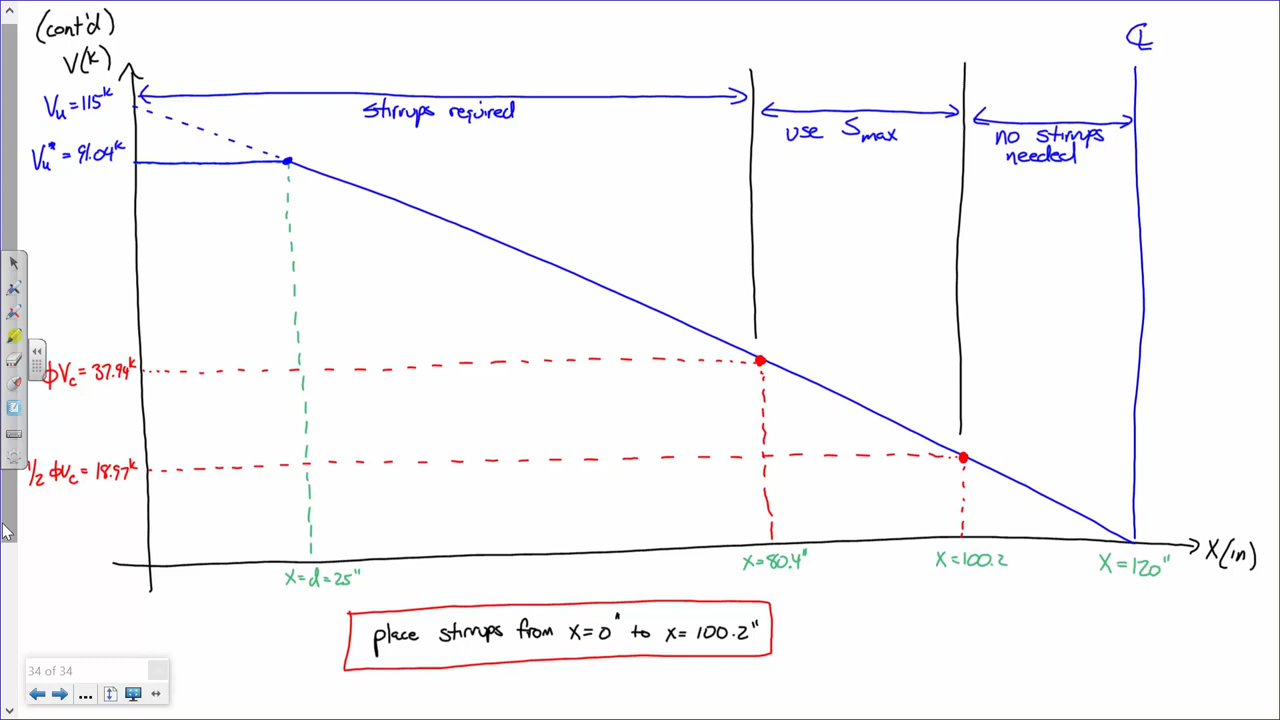 (cont'd)
V(k)
℄
Vu = 115ᵏ
stirrups required
use Smax
no stirrups
needed
Vu* = 91.04ᵏ
ϕVc = 37.94ᵏ
1/2 ϕVc = 18.97ᵏ
X=d=25"
X=80.4"
X=100.2
X=120"
X(in)
place stirrups from x=0" to x= 100.2"
34 of 34
...